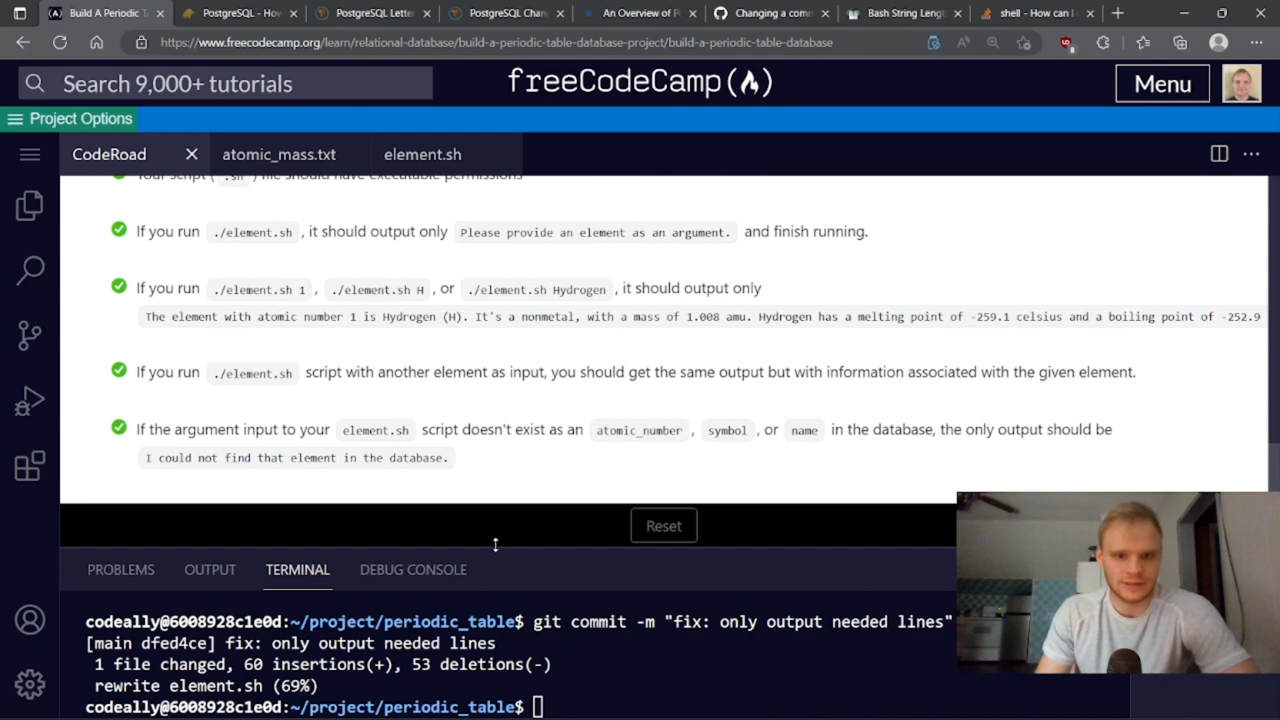 Build A Periodic T
PostgreSQL - How
PostgreSQL Lette
PostgreSQL Chan
An Overview of P
Changing a comm
Bash String Leng
shell - How can I
https://www.freecodecamp.org/learn/relational-database/build-a-periodic-table-database-project/build-a-periodic-table-database
Search 9,000+ tutorials
freeCodeCamp
Menu
Project Options
CodeRoad
atomic_mass.txt
element.sh
Your script (.sh) file should have executable permissions
If you run ./element.sh, it should output only Please provide an element as an argument. and finish running.
If you run ./element.sh 1, ./element.sh H, or ./element.sh Hydrogen, it should output only
The element with atomic number 1 is Hydrogen (H). It's a nonmetal, with a mass of 1.008 amu. Hydrogen has a melting point of -259.1 celsius and a boiling point of -252.9
If you run ./element.sh script with another element as input, you should get the same output but with information associated with the given element.
If the argument input to your element.sh script doesn't exist as an atomic_number, symbol, or name in the database, the only output should be
I could not find that element in the database.
Reset
PROBLEMS
OUTPUT
TERMINAL
DEBUG CONSOLE
codeally@6008928c1e0d:~/project/periodic_table$ git commit -m "fix: only output needed lines"
[main dfed4ce] fix: only output needed lines
1 file changed, 60 insertions(+), 53 deletions(-)
rewrite element.sh (69%)
codeally@6008928c1e0d:~/project/periodic_table$